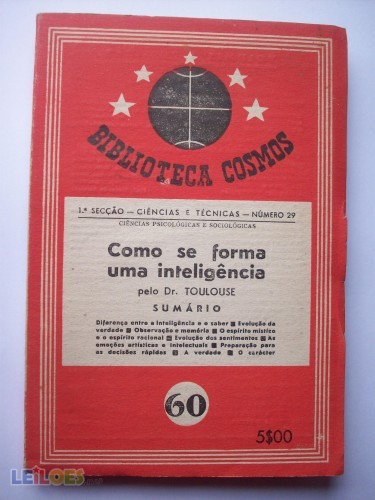 BIBLIOTECA COSMOS
1.ª SECÇÃO — CIÊNCIAS E TÉCNICAS — NÚMERO 29
CIÊNCIAS PSICOLÓGICAS E SOCIOLÓGICAS
Como se forma
uma inteligência
pelo Dr. TOULOUSE
SUMÁRIO
Diferença entre a inteligência e o saber ■ Evolução da
verdade ■ Observação e memória ■ O espírito místico
e o espírito racional ■ Evolução dos sentimentos ■ As
emoções artísticas e intelectuais ■ Preparação para
as decisões rápidas ■ A verdade ■ O carácter
60
5$00
LEILOES